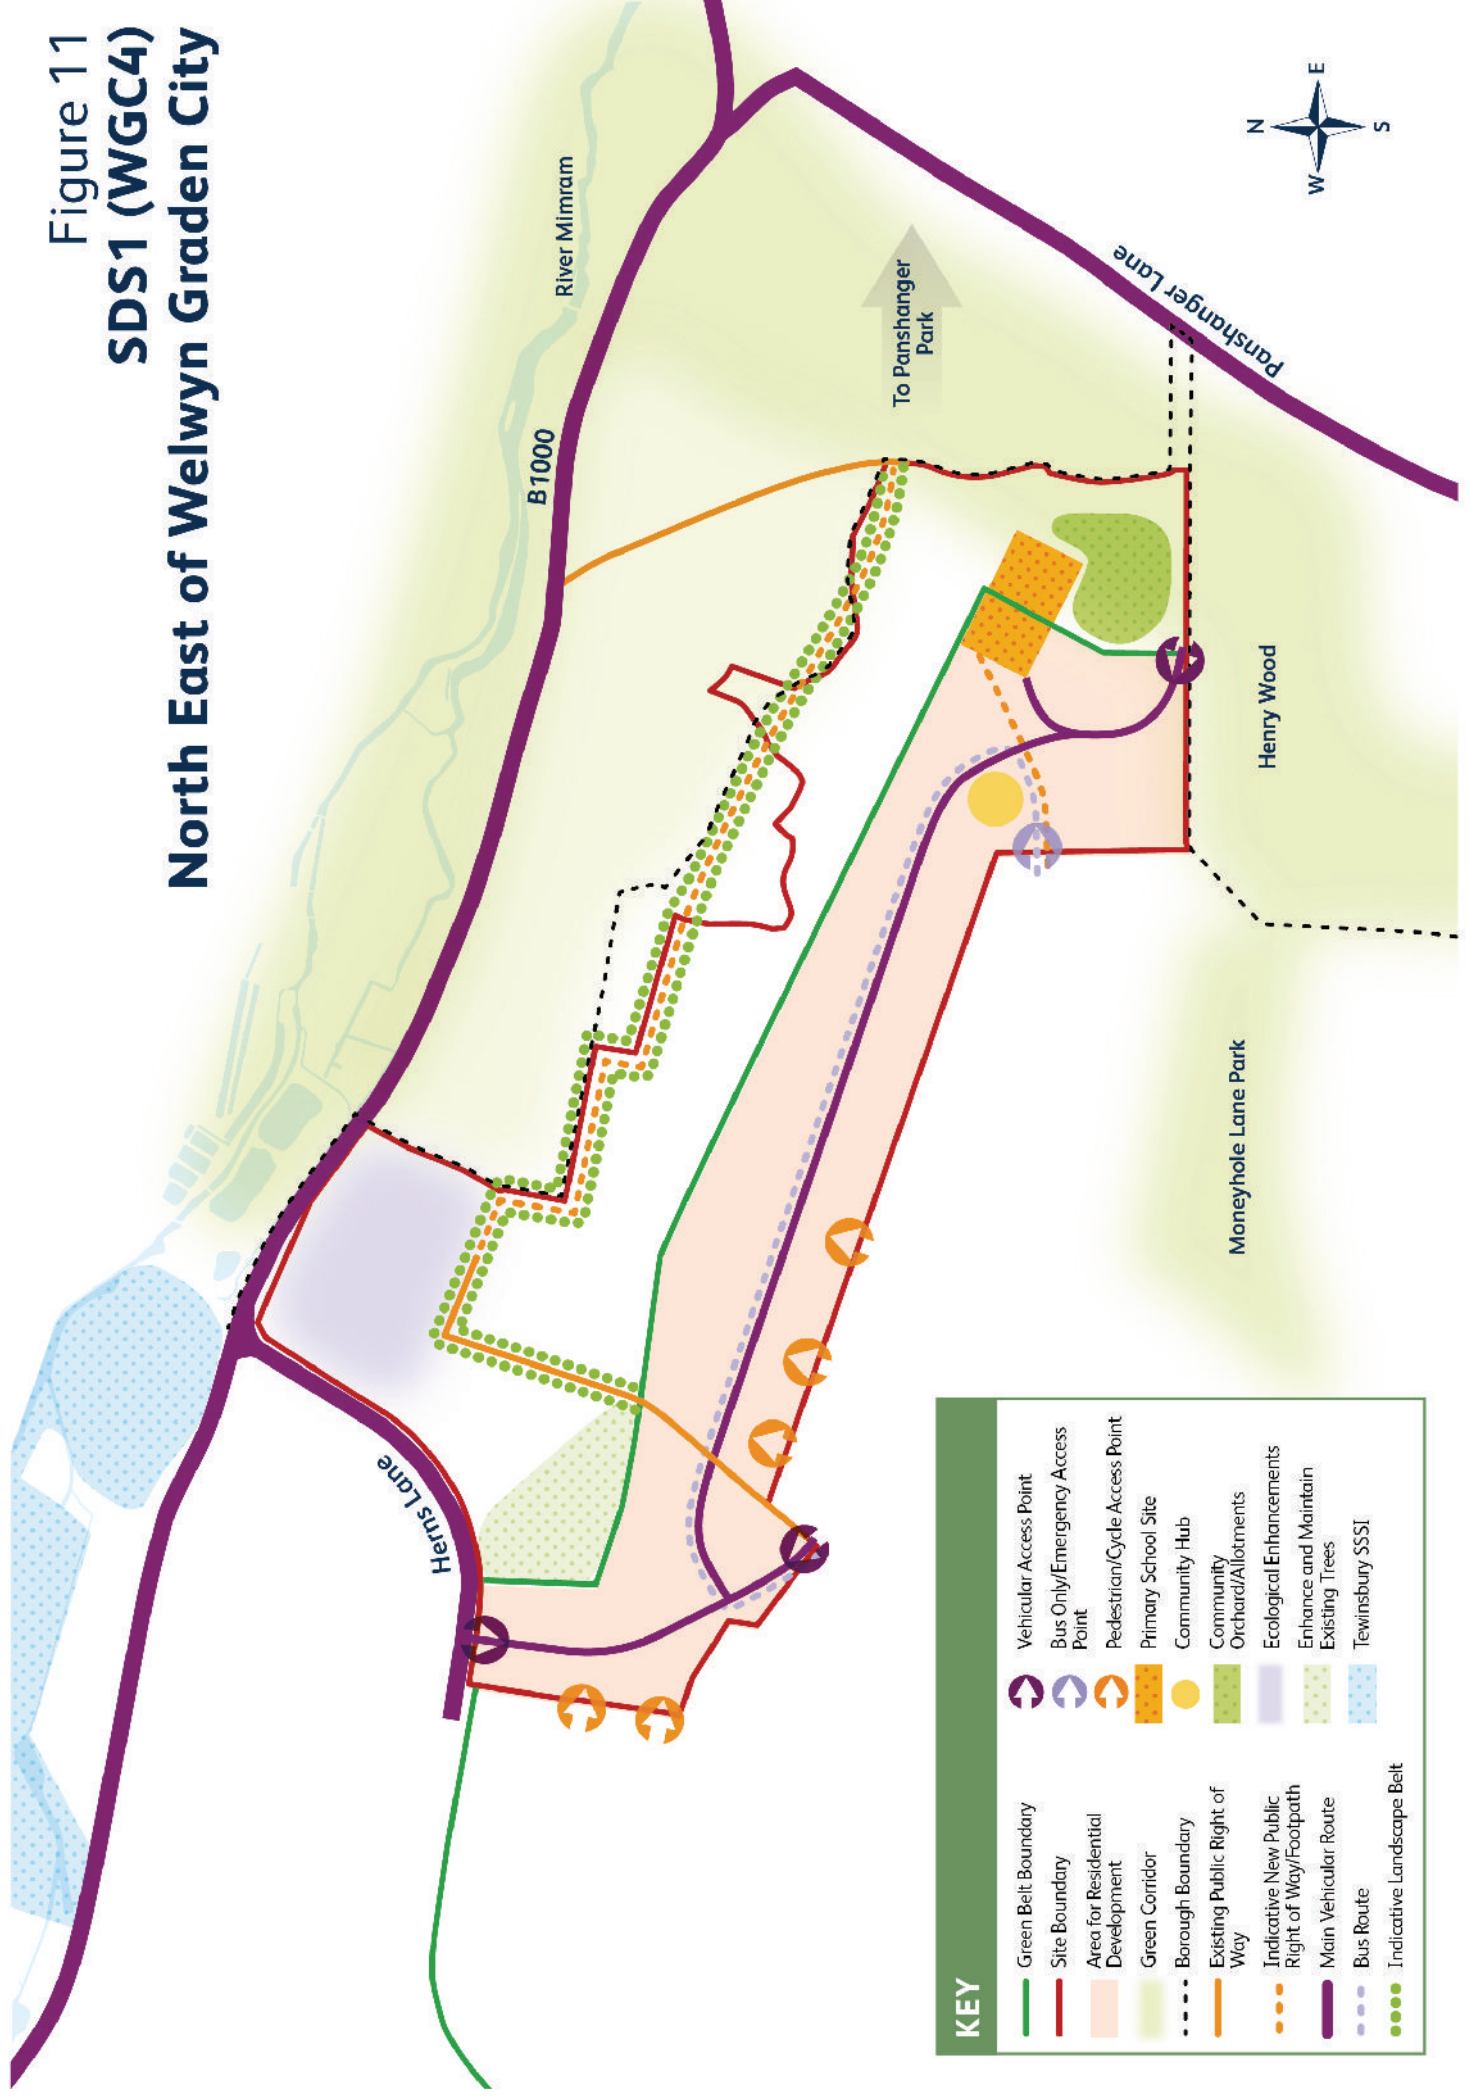 Figure 11
SDS1 (WGC4)
North East of Welwyn Graden City
River Mimram
B1000
To Panshanger
Park
Panshanger Lane
N
W
E
S
Herns Lane
Henry Wood
Moneyhole Lane Park
KEY
Green Belt Boundary
Site Boundary
Area for Residential
Development
Green Corridor
Borough Boundary
Existing Public Right of
Way
Indicative New Public
Right of Way/Footpath
Main Vehicular Route
Bus Route
Indicative Landscape Belt
Vehicular Access Point
Bus Only/Emergency Access
Point
Pedestrian/Cycle Access Point
Primary School Site
Community Hub
Community
Orchard/Allotments
Ecological Enhancements
Enhance and Maintain
Existing Trees
Tewinsbury SSSI